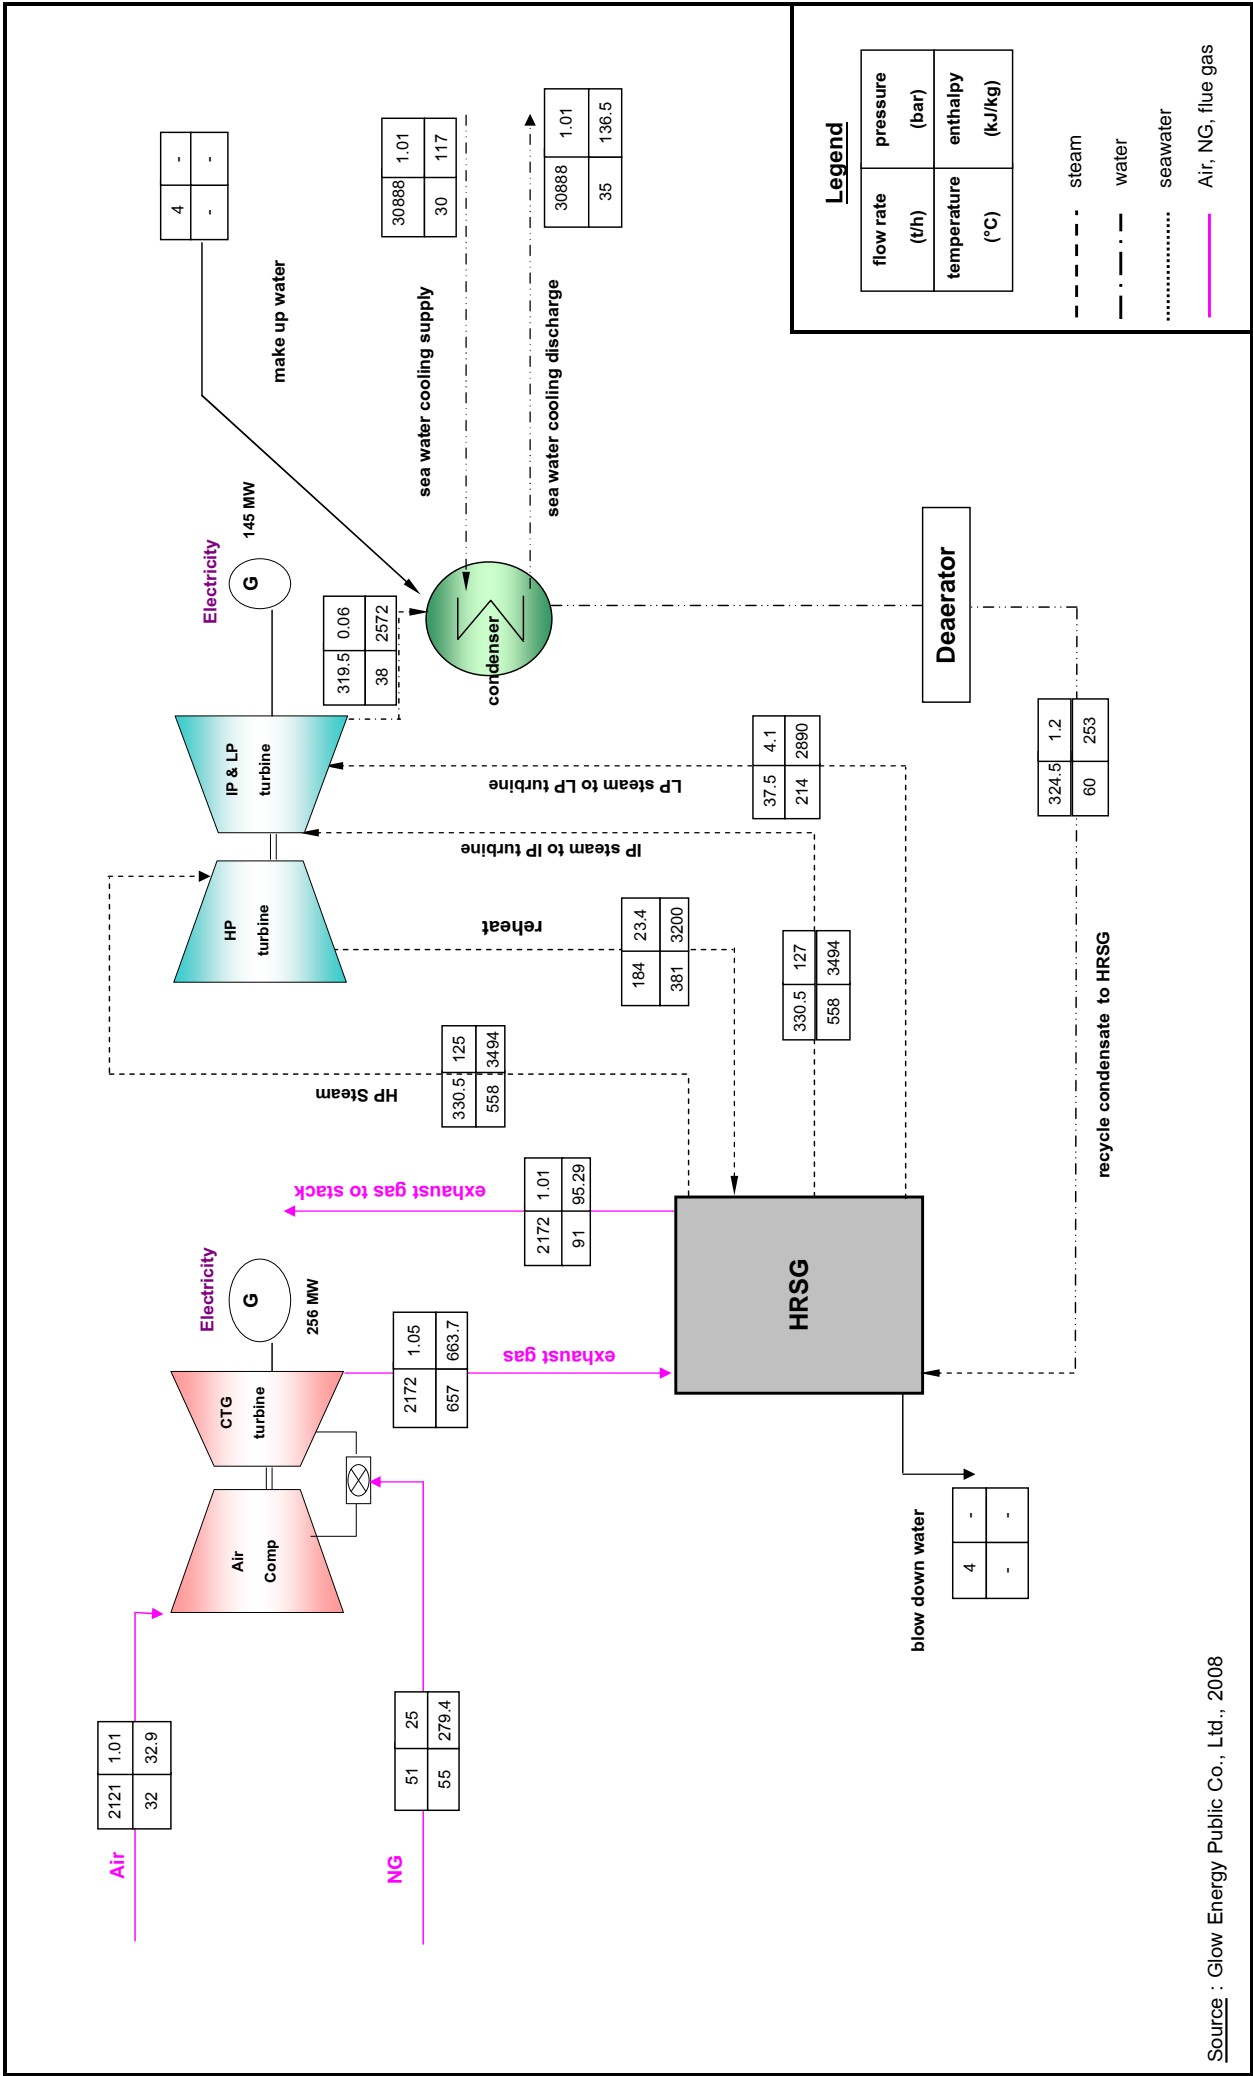 Air
2121 1.01
32 32.9
NG
51 25
55 279.4
Air
Comp
CTG
turbine
Electricity
G
256 MW
2172 1.05
657 663.7
exhaust gas
exhaust gas to stack
2172 1.01
91 95.29
HRSG
blow down water
4 -
- -
HP Steam
330.5 125
558 3494
HP
turbine
reheat
184 23.4
381 3200
IP & LP
turbine
IP steam to IP turbine
330.5 127
558 3494
LP steam to LP turbine
37.5 4.1
214 2890
Electricity
G
145 MW
319.5 0.06
38 2572
condenser
make up water
4 -
- -
sea water cooling supply
30888 1.01
30 117
sea water cooling discharge
30888 1.01
35 136.5
Deaerator
324.5 1.2
60 253
recycle condensate to HRSG
Legend
flow rate pressure
(t/h) (bar)
temperature enthalpy
(°C) (kJ/kg)
steam
water
seawater
Air, NG, flue gas
Source : Glow Energy Public Co., Ltd., 2008